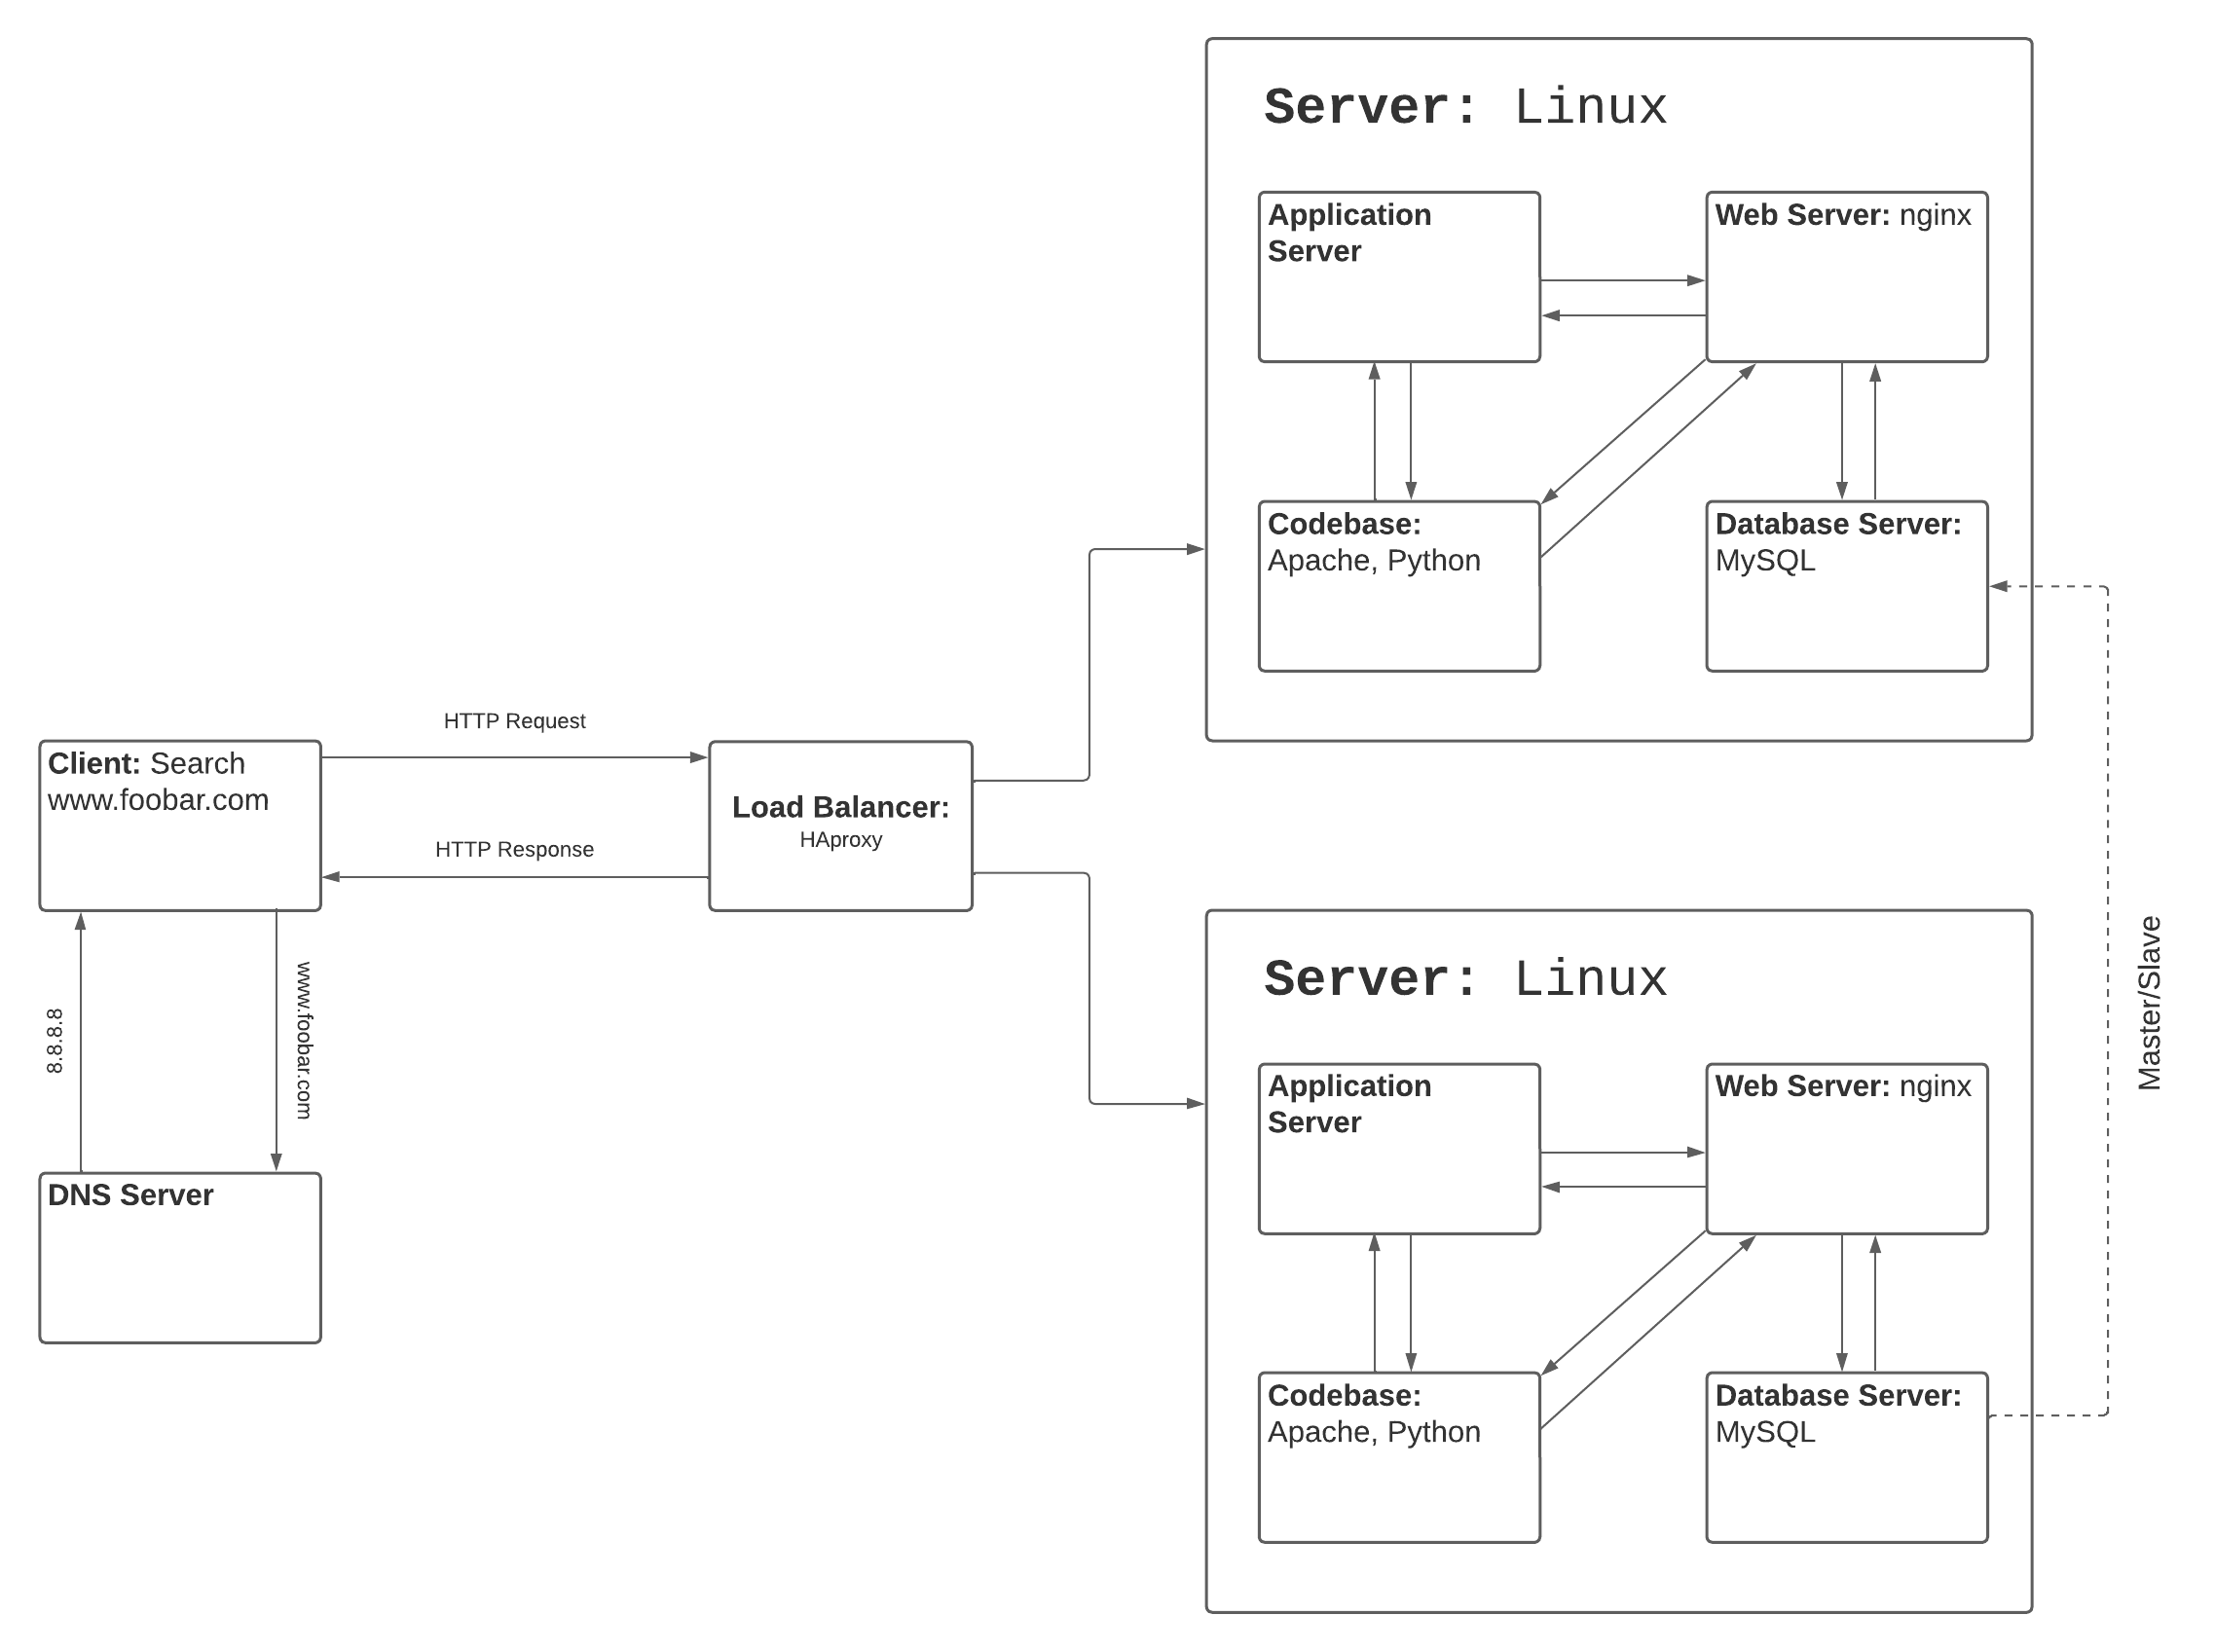 Server: Linux
Application
Server
Web Server: nginx
Codebase:
Apache, Python
Database Server:
MySQL
HTTP Request
Client: Search
www.foobar.com
HTTP Response
Load Balancer:
HAproxy
8.8.8.8
www.foobar.com
DNS Server
Server: Linux
Application
Server
Web Server: nginx
Codebase:
Apache, Python
Database Server:
MySQL
Master/Slave